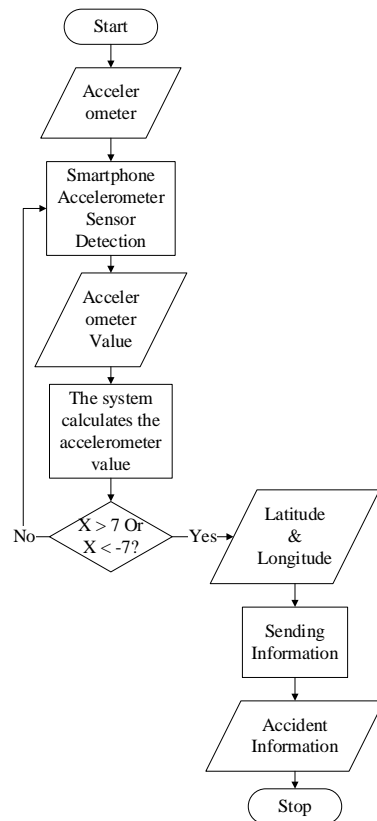 Start
Acceler
ometer
Smartphone
Accelerometer
Sensor
Detection
Acceler
ometer
Value
The system
calculates the
accelerometer
value
X > 7 Or
X < -7?
No
Yes
Latitude
&
Longitude
Sending
Information
Accident
Information
Stop